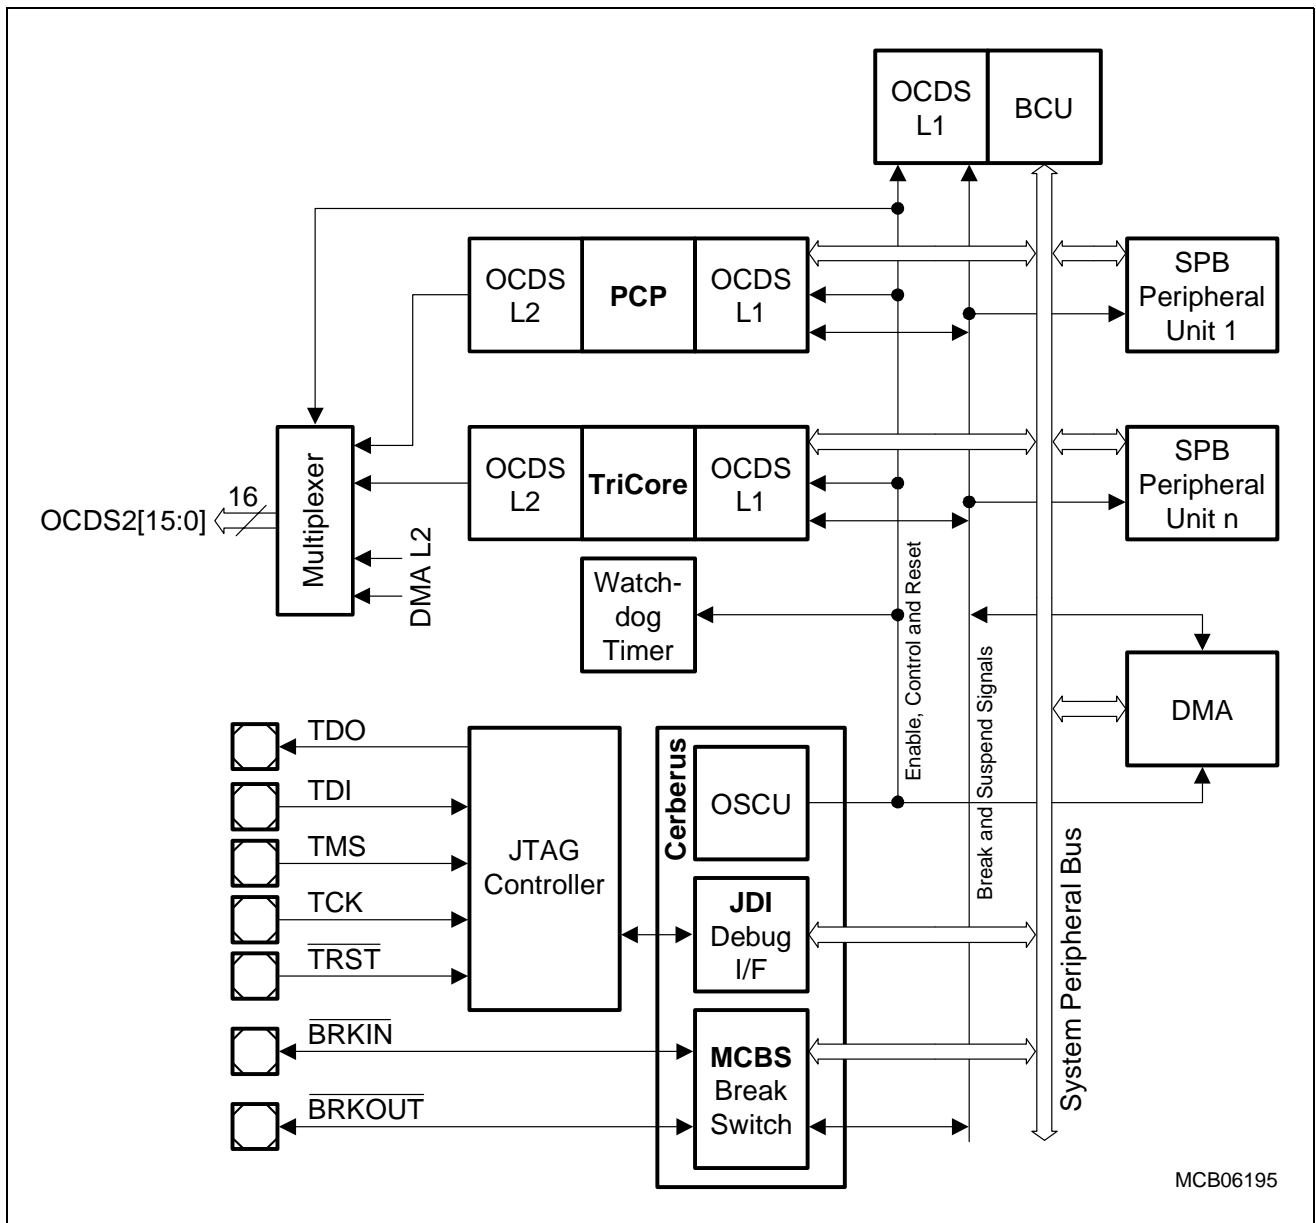 OCDS
L1
BCU
OCDS
L2
PCP
OCDS
L1
SPB
Peripheral
Unit 1
Multiplexer
16
OCDS2[15:0]
DMA L2
OCDS
L2
TriCore
OCDS
L1
SPB
Peripheral
Unit n
Watch-
dog
Timer
Enable, Control and Reset
Break and Suspend Signals
System Peripheral Bus
DMA
TDO
TDI
TMS
TCK
TRST
BRKIN
BRKOUT
JTAG
Controller
Cerberus
OSCU
JDI
Debug
I/F
MCBS
Break
Switch
MCB06195